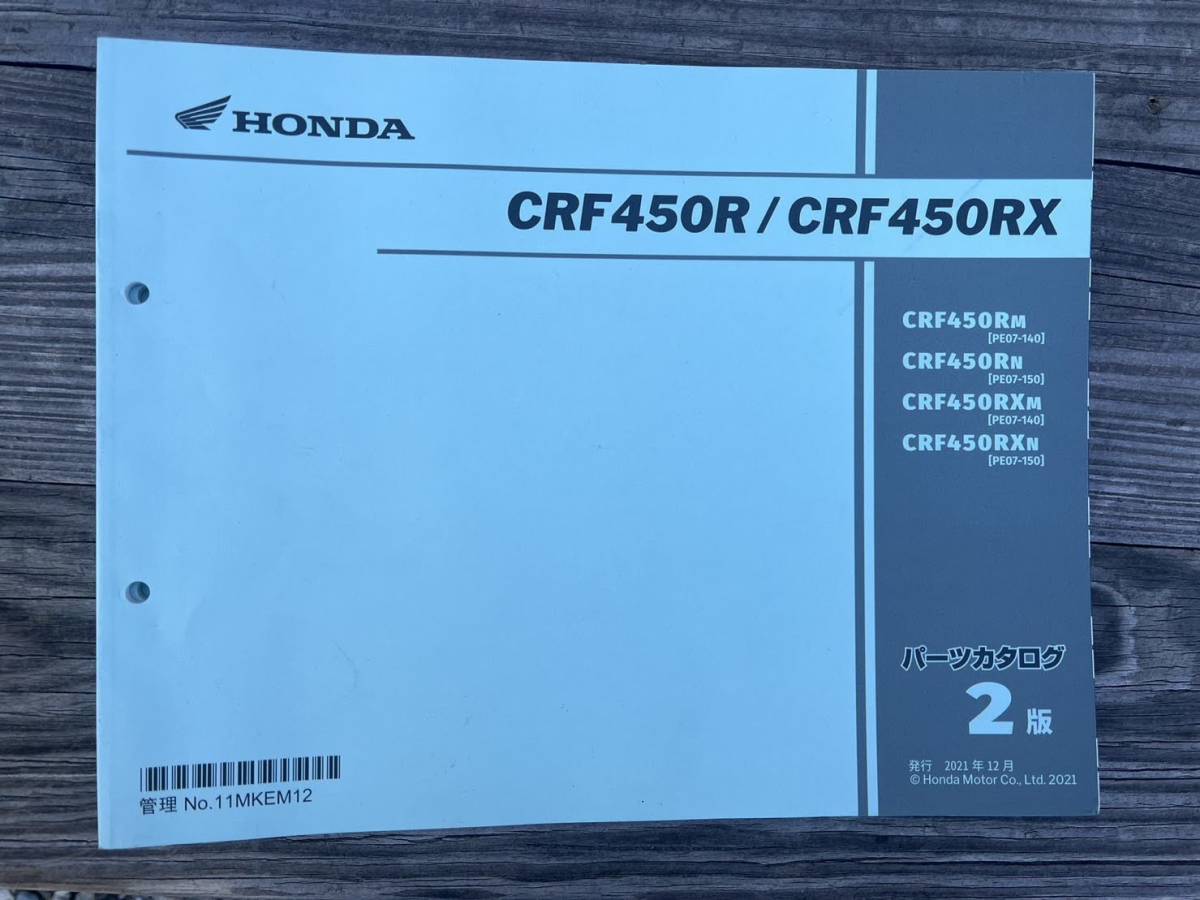 HONDA
CRF450R / CRF450RX
CRF450RM
[PE07-140]
CRF450RN
[PE07-150]
CRF450RXM
[PE07-140]
CRF450RXN
[PE07-150]
パーツカタログ
2版
発行 2021年12月
© Honda Motor Co., Ltd. 2021
管理 No.11MKEM12